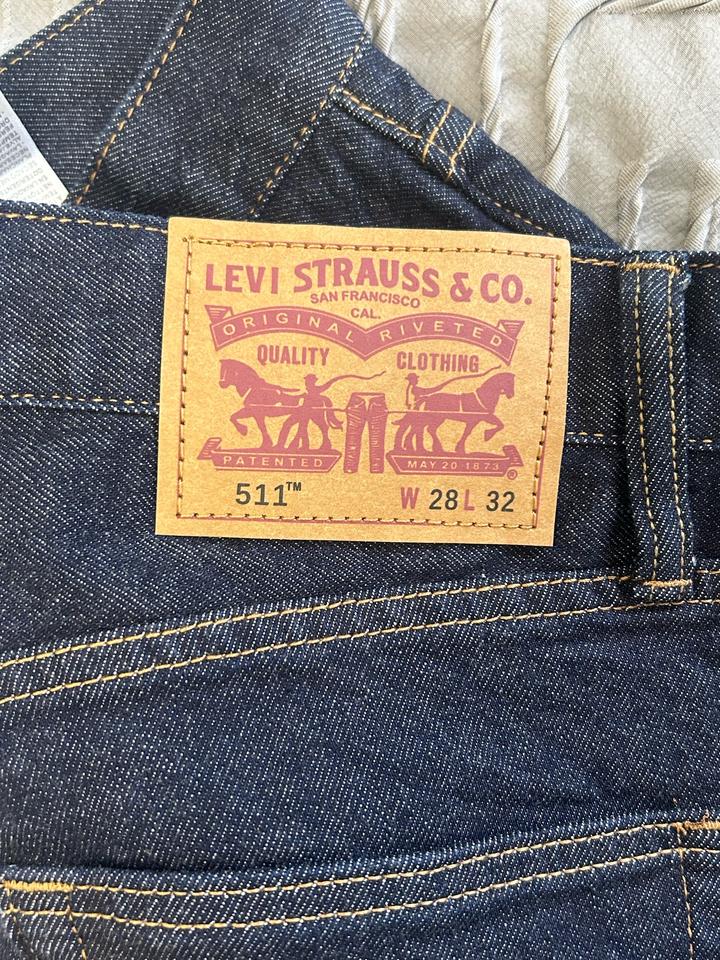 LEVI STRAUSS & CO.
SAN FRANCISCO
CAL.
ORIGINAL RIVETED
QUALITY CLOTHING
PATENTED MAY 20 1873 ®
511™ W 28 L 32